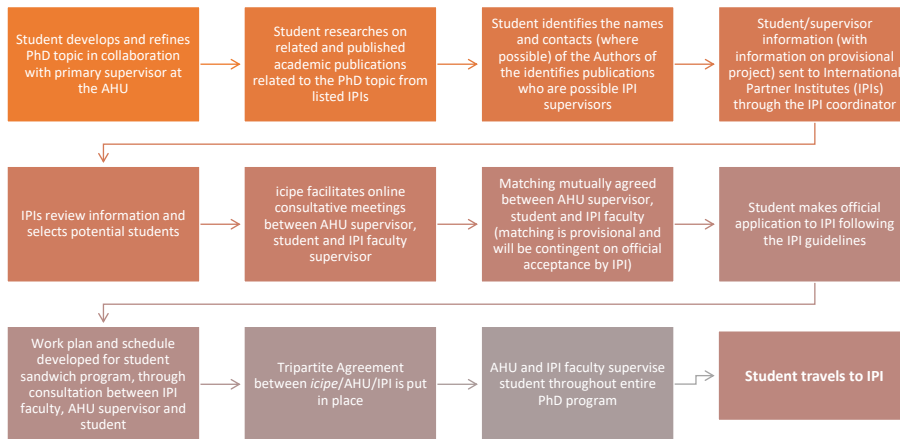 Student develops and refines
PhD topic in collaboration
with primary supervisor at
the AHU
Student researches on
related and published
academic publications
related to the PhD topic from
listed IPIs
Student identifies the names
and contacts (where
possible) of the Authors of
the identifies publications
who are possible IPI
supervisors
Student/supervisor
information (with
information on provisional
project) sent to International
Partner Institutes (IPIs)
through the IPI coordinator
IPIs review information and
selects potential students
icipe facilitates online
consultative meetings
between AHU supervisor,
student and IPI faculty
supervisor
Matching mutually agreed
between AHU supervisor,
student and IPI faculty
(matching is provisional and
will be contingent on official
acceptance by IPI)
Student makes official
application to IPI following
the IPI guidelines
Work plan and schedule
developed for student
sandwich program, through
consultation between IPI
faculty, AHU supervisor and
student
Tripartite Agreement
between icipe/AHU/IPI is put
in place
AHU and IPI faculty supervise
student throughout entire
PhD program
Student travels to IPI